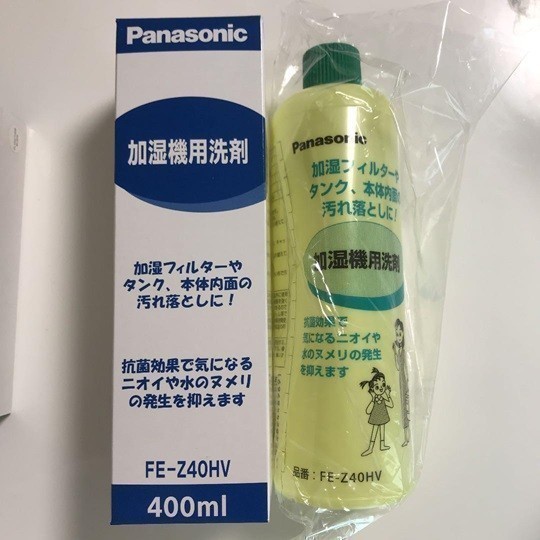 Panasonic
加湿機用洗剤
加湿フィルターや
タンク、本体内面の
汚れ落としに!
抗菌効果で気になる
ニオイや水のヌメリ
の発生を抑えます
FE-Z40HV
400ml
Panasonic
加湿フィルターや
タンク、本体内面の
汚れ落としに!
加湿機用洗剤
抗菌効果で
気になるニオイや
水のヌメリの発生
を抑えます
品番:FE-Z40HV